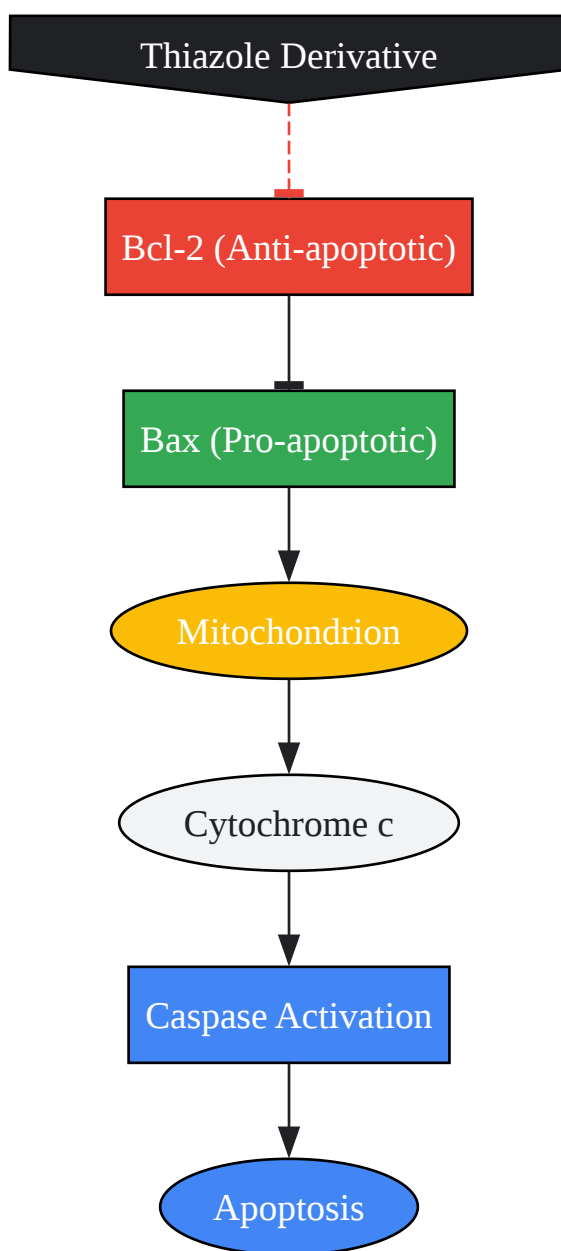 Thiazole Derivative
Bcl-2 (Anti-apoptotic)
Bax (Pro-apoptotic)
Mitochondrion
Cytochrome c
Caspase Activation
Apoptosis